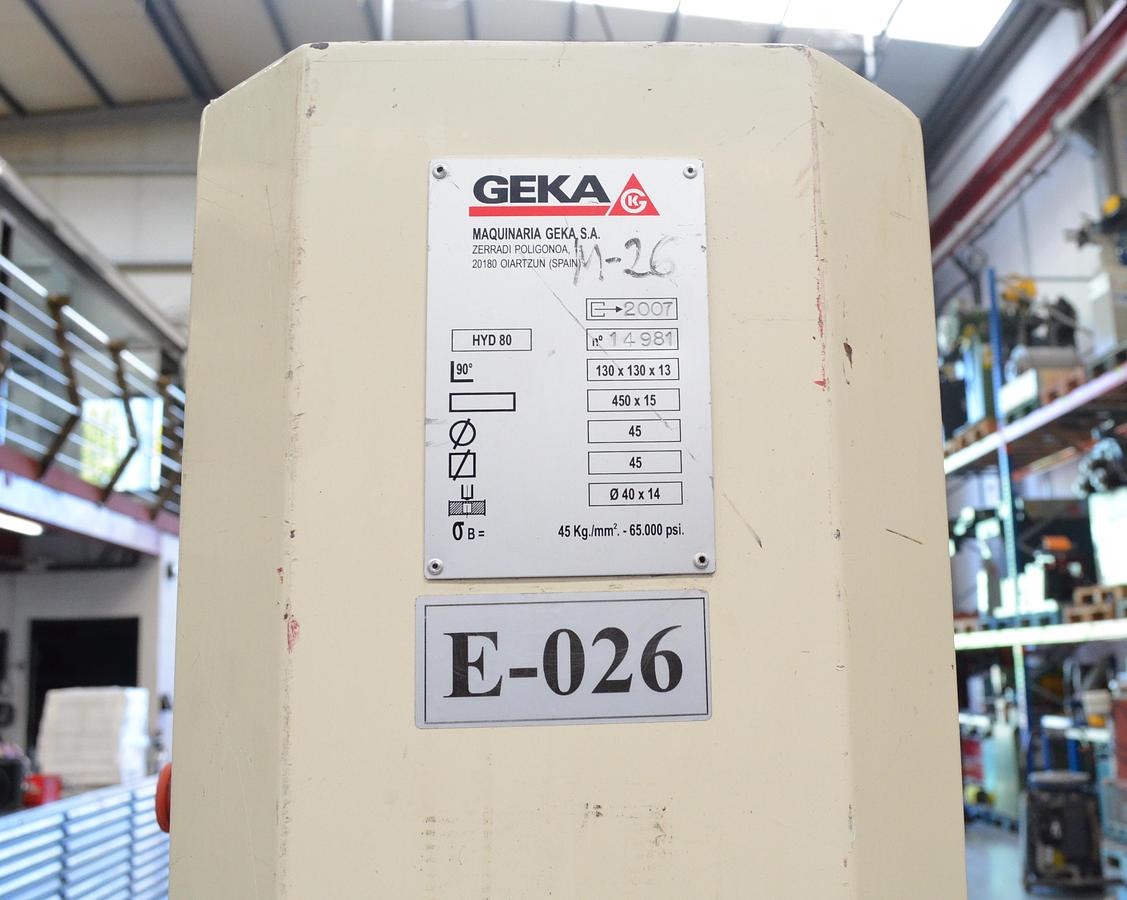 GEKA GK
MAQUINARIA GEKA, S.A.
ZERRADI POLIGONOA,
20180 OIARTZUN (SPAIN)
M-26
2007
HYD 80 nº 14981
90° 130 x 130 x 13
450 x 15
45
45
Ø 40 x 14
σ B = 45 Kg./mm². - 65.000 psi.
E-026